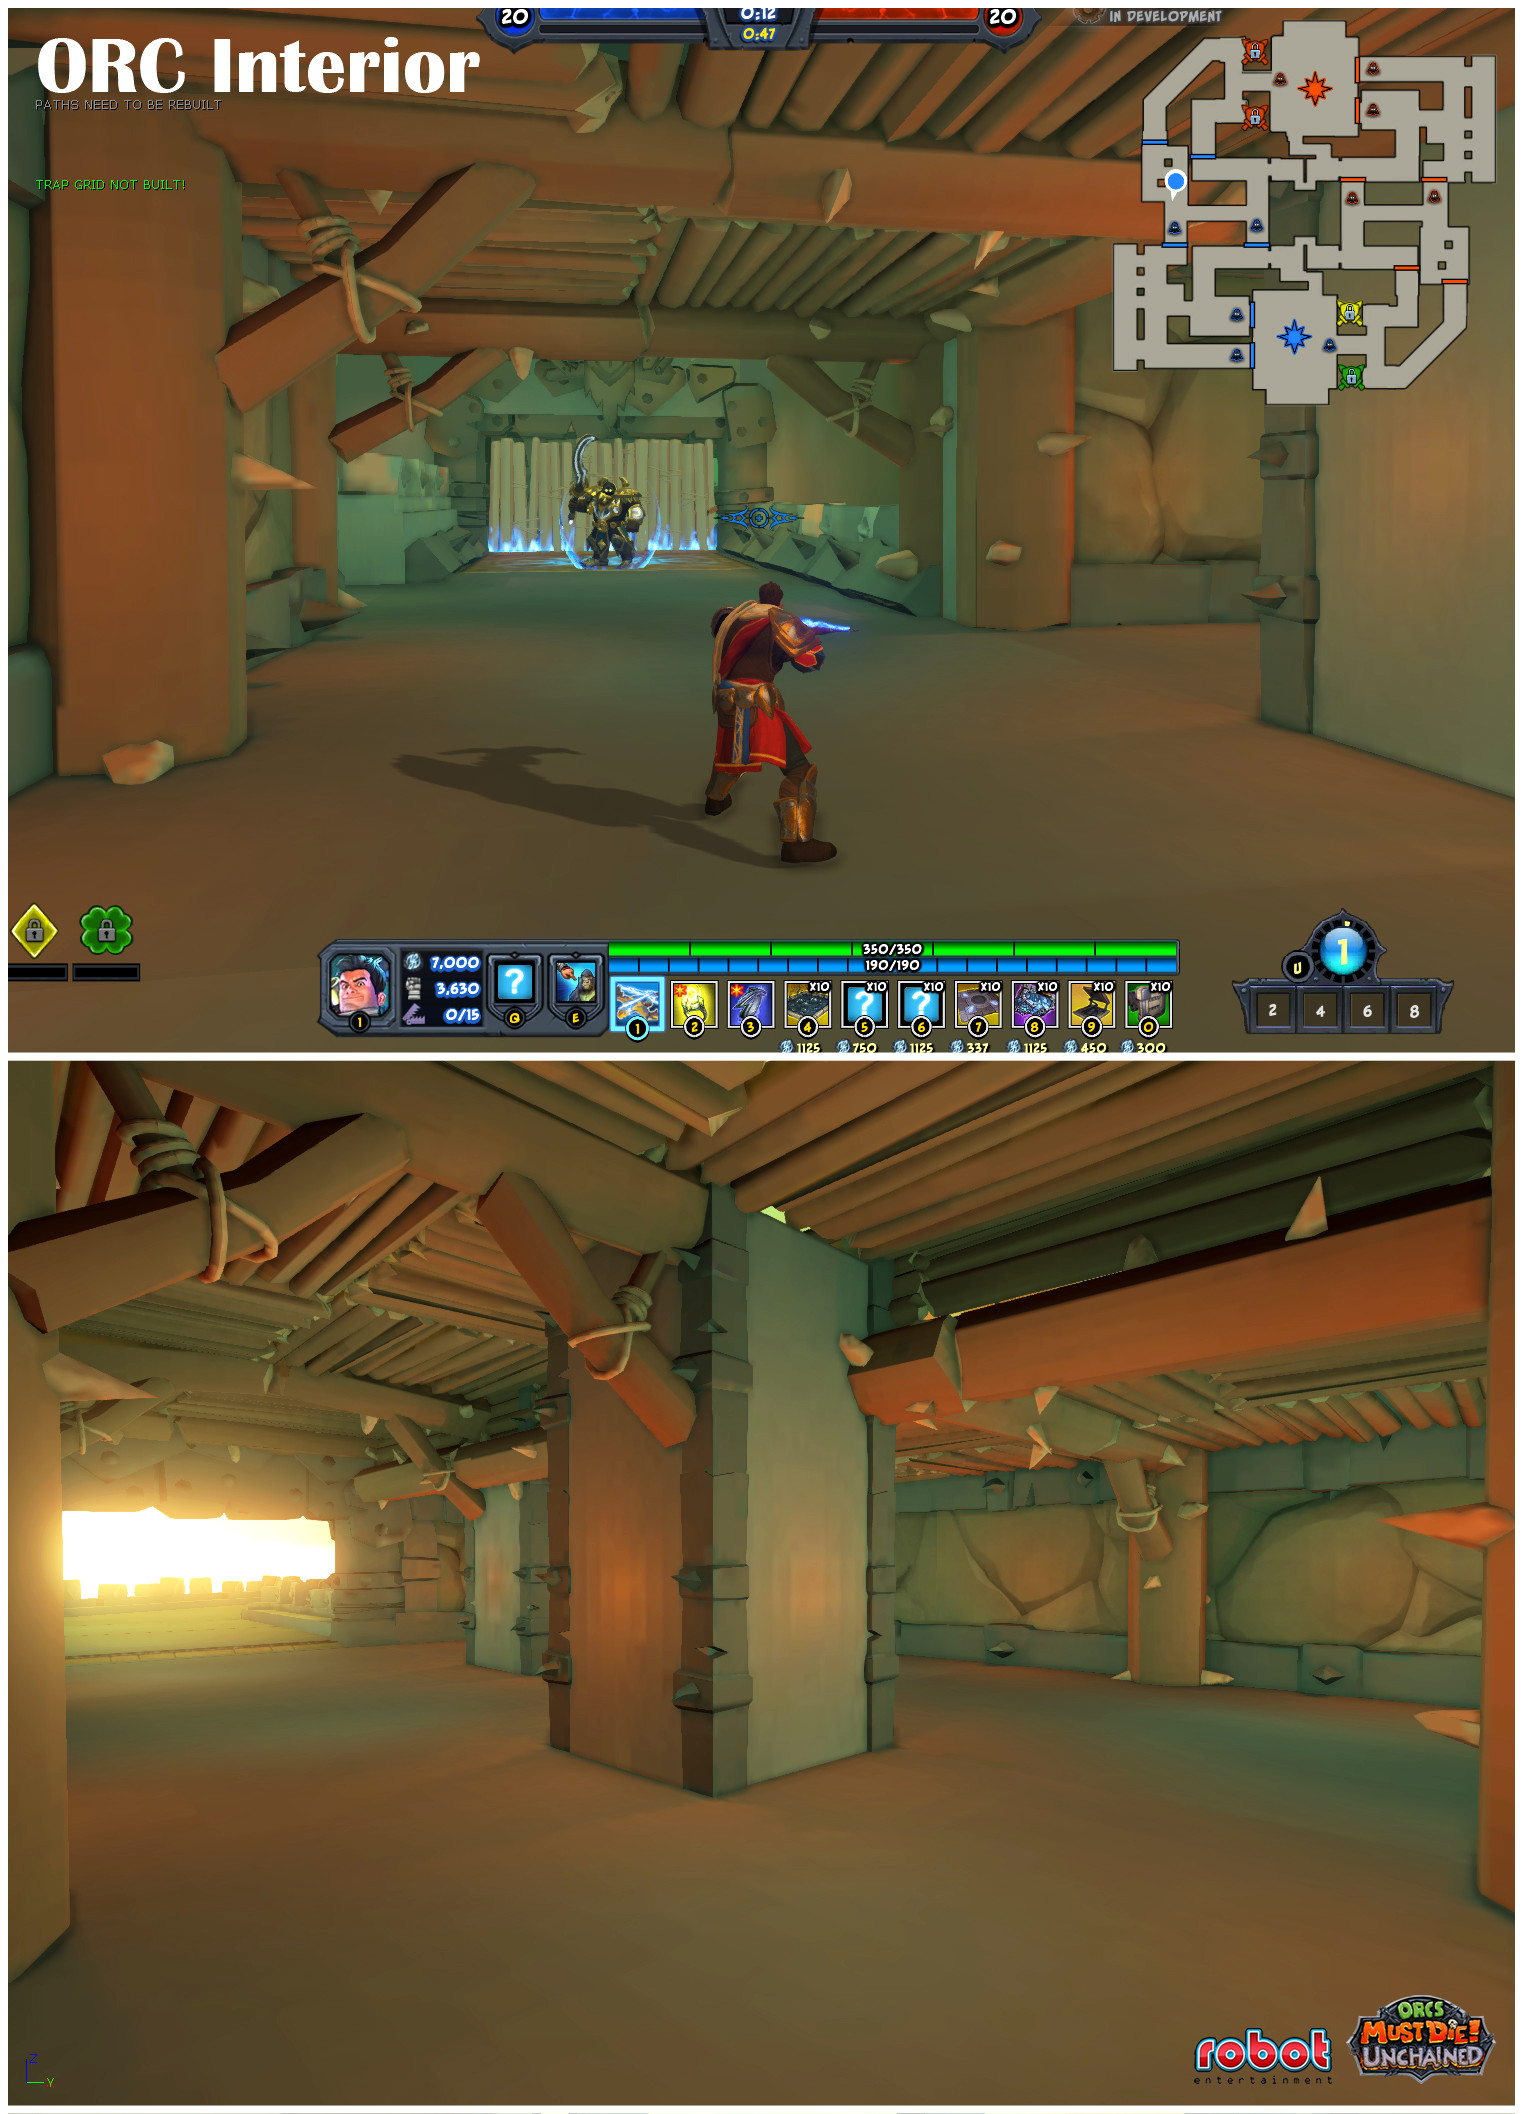 20
0:12
0:47
20
IN DEVELOPMENT
ORC Interior
PATHS NEED TO BE REBUILT
TRAP GRID NOT BUILT!
1
7,000
3,630
0/15
?
Q
E
350/350
190/190
1
2
3
X10
4
X10
?
5
X10
?
6
X10
7
X10
8
X10
9
X10
0
1125
750
1125
337
1125
450
300
1
U
2
4
6
8
Z
Y
robot
entertainment
ORCS
MUST DIE!
UNCHAINED